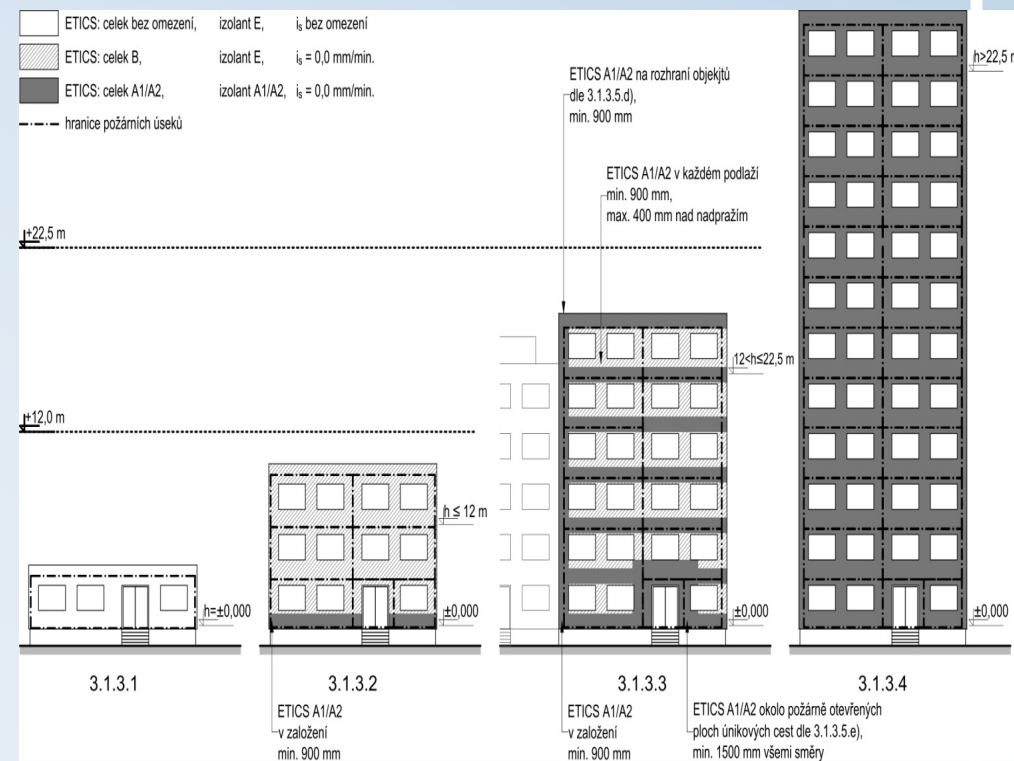 ETICS: celek bez omezení, izolant E, iₛ bez omezení
ETICS: celek B, izolant E, iₛ = 0,0 mm/min.
ETICS: celek A1/A2, izolant A1/A2, iₛ = 0,0 mm/min.
hranice požárních úseků
ETICS A1/A2 na rozhraní objekjtů
dle 3.1.3.5.d),
min. 900 mm
ETICS A1/A2 v každém podlaží
min. 900 mm,
max. 400 mm nad nadpražím
h>22,5 m
+22,5 m
12<h≤22,5 m
+12,0 m
h ≤ 12 m
h=±0,000
±0,000
±0,000
±0,000
3.1.3.1
3.1.3.2
3.1.3.3
3.1.3.4
ETICS A1/A2
v založení
min. 900 mm
ETICS A1/A2
v založení
min. 900 mm
ETICS A1/A2 okolo požárně otevřených
ploch únikových cest dle 3.1.3.5.e),
min. 1500 mm všemi směry